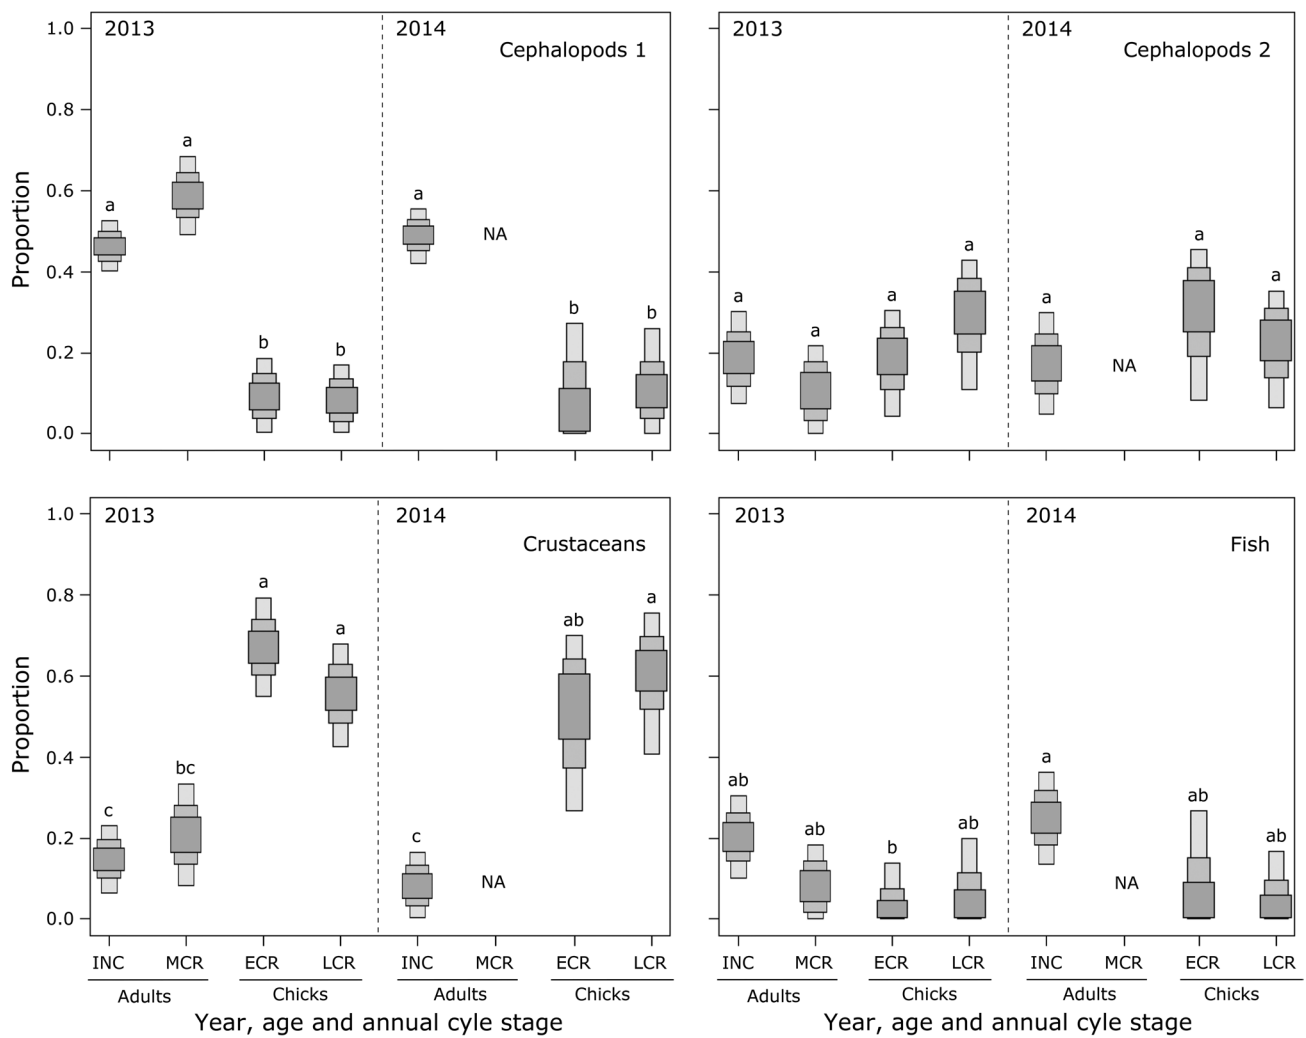 2013
2014
Cephalopods 1
1.0
0.8
0.6
0.4
0.2
0.0
Proportion
a
a
b
b
a
NA
b
b
2013
2014
Cephalopods 2
a
a
a
a
a
NA
a
a
2013
2014
Crustaceans
1.0
0.8
0.6
0.4
0.2
0.0
Proportion
c
bc
a
a
c
NA
ab
a
INC MCR ECR LCR INC MCR ECR LCR
Adults Chicks Adults Chicks
Year, age and annual cyle stage
2013
2014
Fish
ab
ab
b
ab
a
NA
ab
ab
INC MCR ECR LCR INC MCR ECR LCR
Adults Chicks Adults Chicks
Year, age and annual cyle stage